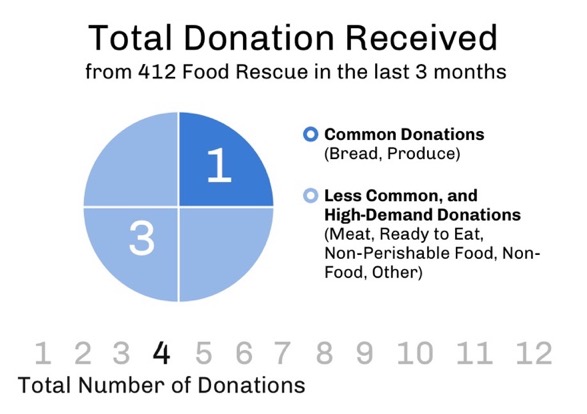 Total Donation Received
from 412 Food Rescue in the last 3 months
1
3
Common Donations
(Bread, Produce)
Less Common, and
High-Demand Donations
(Meat, Ready to Eat,
Non-Perishable Food, Non-
Food, Other)
1 2 3 4 5 6 7 8 9 10 11 12
Total Number of Donations